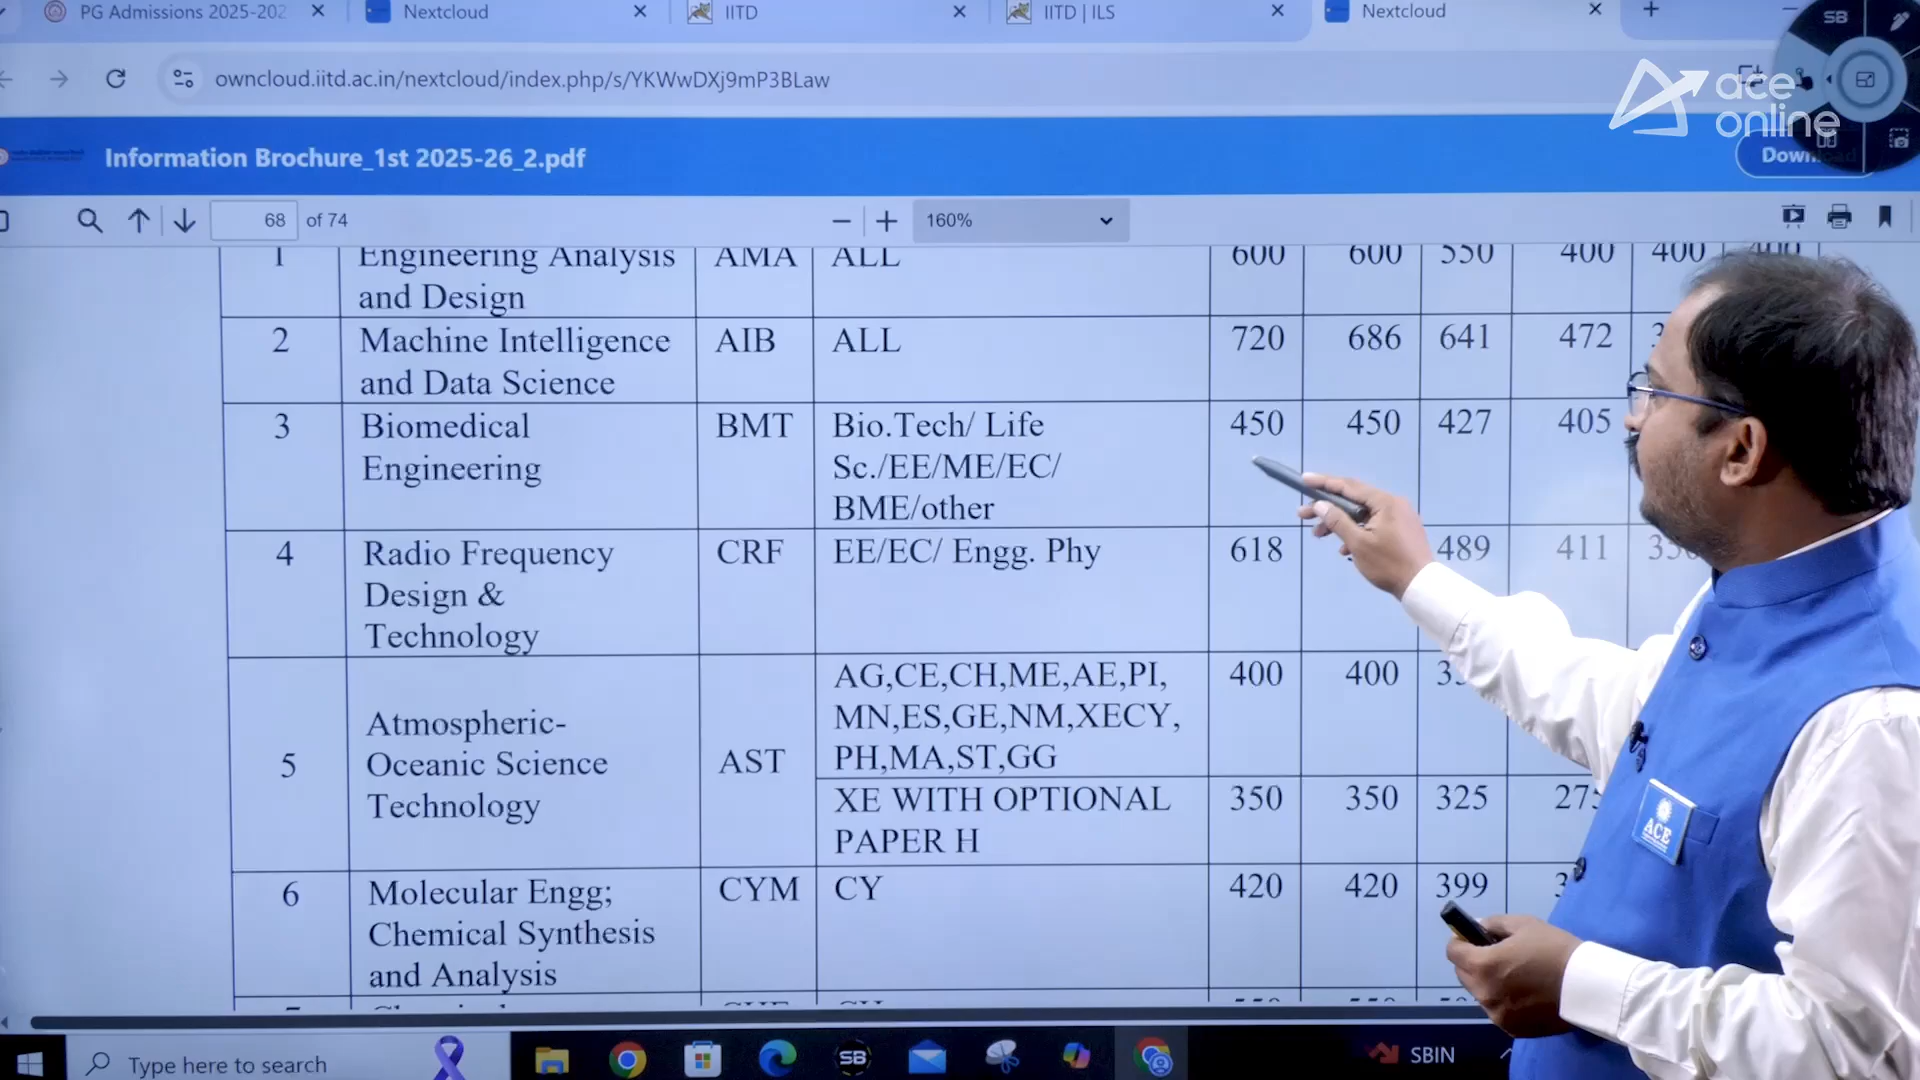 PG Admissions 2025-202
Nextcloud
IITD
IITD | ILS
Nextcloud
SB
owncloud.iitd.ac.in/nextcloud/index.php/s/YKWwDXj9mP3BLaw
ace
online
Information Brochure_1st 2025-26_2.pdf
Download
68 of 74
160%
1 Engineering Analysis and Design AMA ALL 600 600 550 400 400 400
2 Machine Intelligence and Data Science AIB ALL 720 686 641 472
3 Biomedical Engineering BMT Bio.Tech/ Life Sc./EE/ME/EC/ BME/other 450 450 427 405
4 Radio Frequency Design & Technology CRF EE/EC/ Engg. Phy 618 489 411
5 Atmospheric-Oceanic Science Technology AST AG,CE,CH,ME,AE,PI, MN,ES,GE,NM,XECY, PH,MA,ST,GG 400 400
XE WITH OPTIONAL PAPER H 350 350 325 275
6 Molecular Engg; Chemical Synthesis and Analysis CYM CY 420 420 399
ACE
Type here to search
SB
SBIN